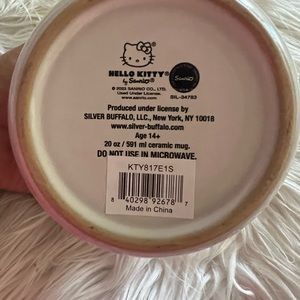 HELLO KITTY®
by Sanrio®
© 2023 SANRIO CO., LTD.
Used Under License.
www.sanrio.com
Sanrio
SIL-34783
Produced under license by
SILVER BUFFALO, LLC., New York, NY 10018
www.silver-buffalo.com
Age 14+
20 oz / 591 ml ceramic mug.
DO NOT USE IN MICROWAVE.
KTY817E1S
8 40298 92678 7
Made in China